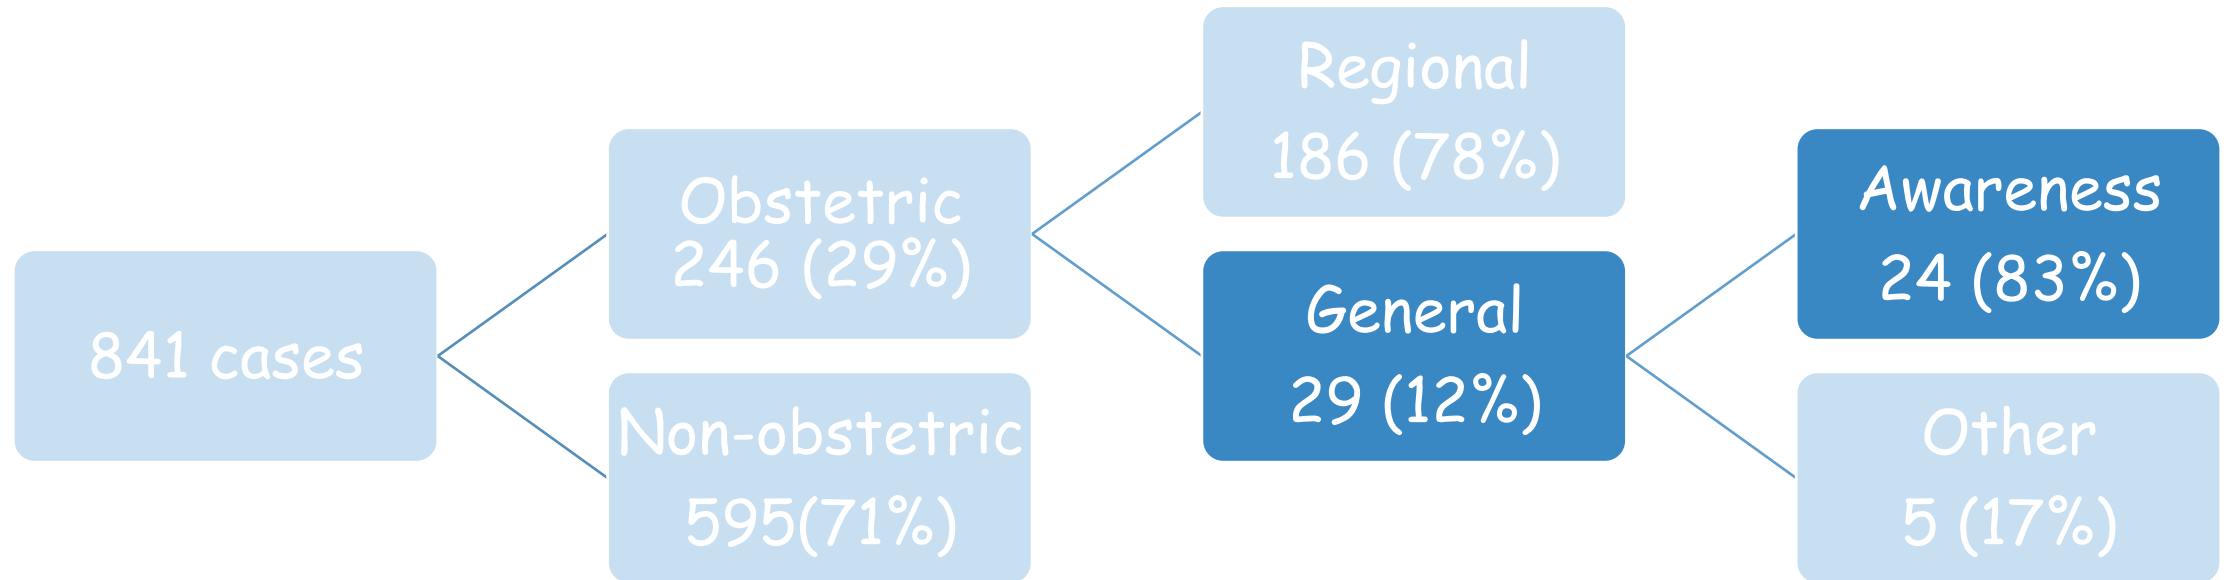 841 cases
Obstetric
246 (29%)
Non-obstetric
595(71%)
Regional
186 (78%)
General
29 (12%)
Awareness
24 (83%)
Other
5 (17%)